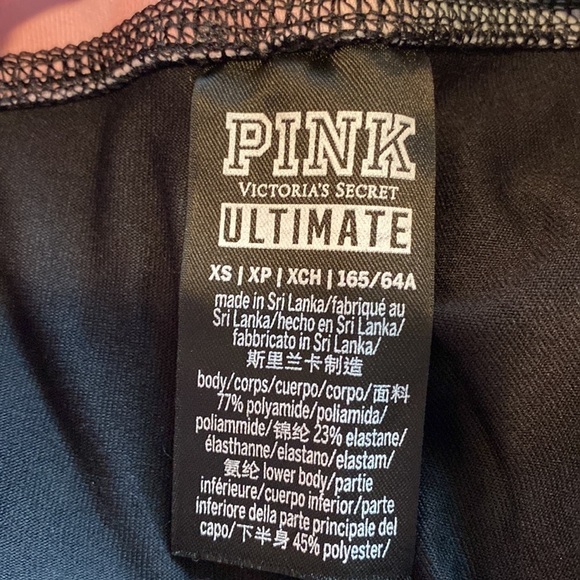 PINK
VICTORIA'S SECRET
ULTIMATE
XS | XP | XCH | 165/64A
made in Sri Lanka/fabriqué au
Sri Lanka/hecho en Sri Lanka/
fabbricato in Sri Lanka/
斯里兰卡制造
body/corps/cuerpo/corpo/面料
77% polyamide/poliamida/
poliammide/锦纶 23% elastane/
élasthanne/elastano/elastam/
氨纶 lower body/partie
inférieure/cuerpo inferior/parte
inferiore della parte principale del
capo/下半身 45% polyester/